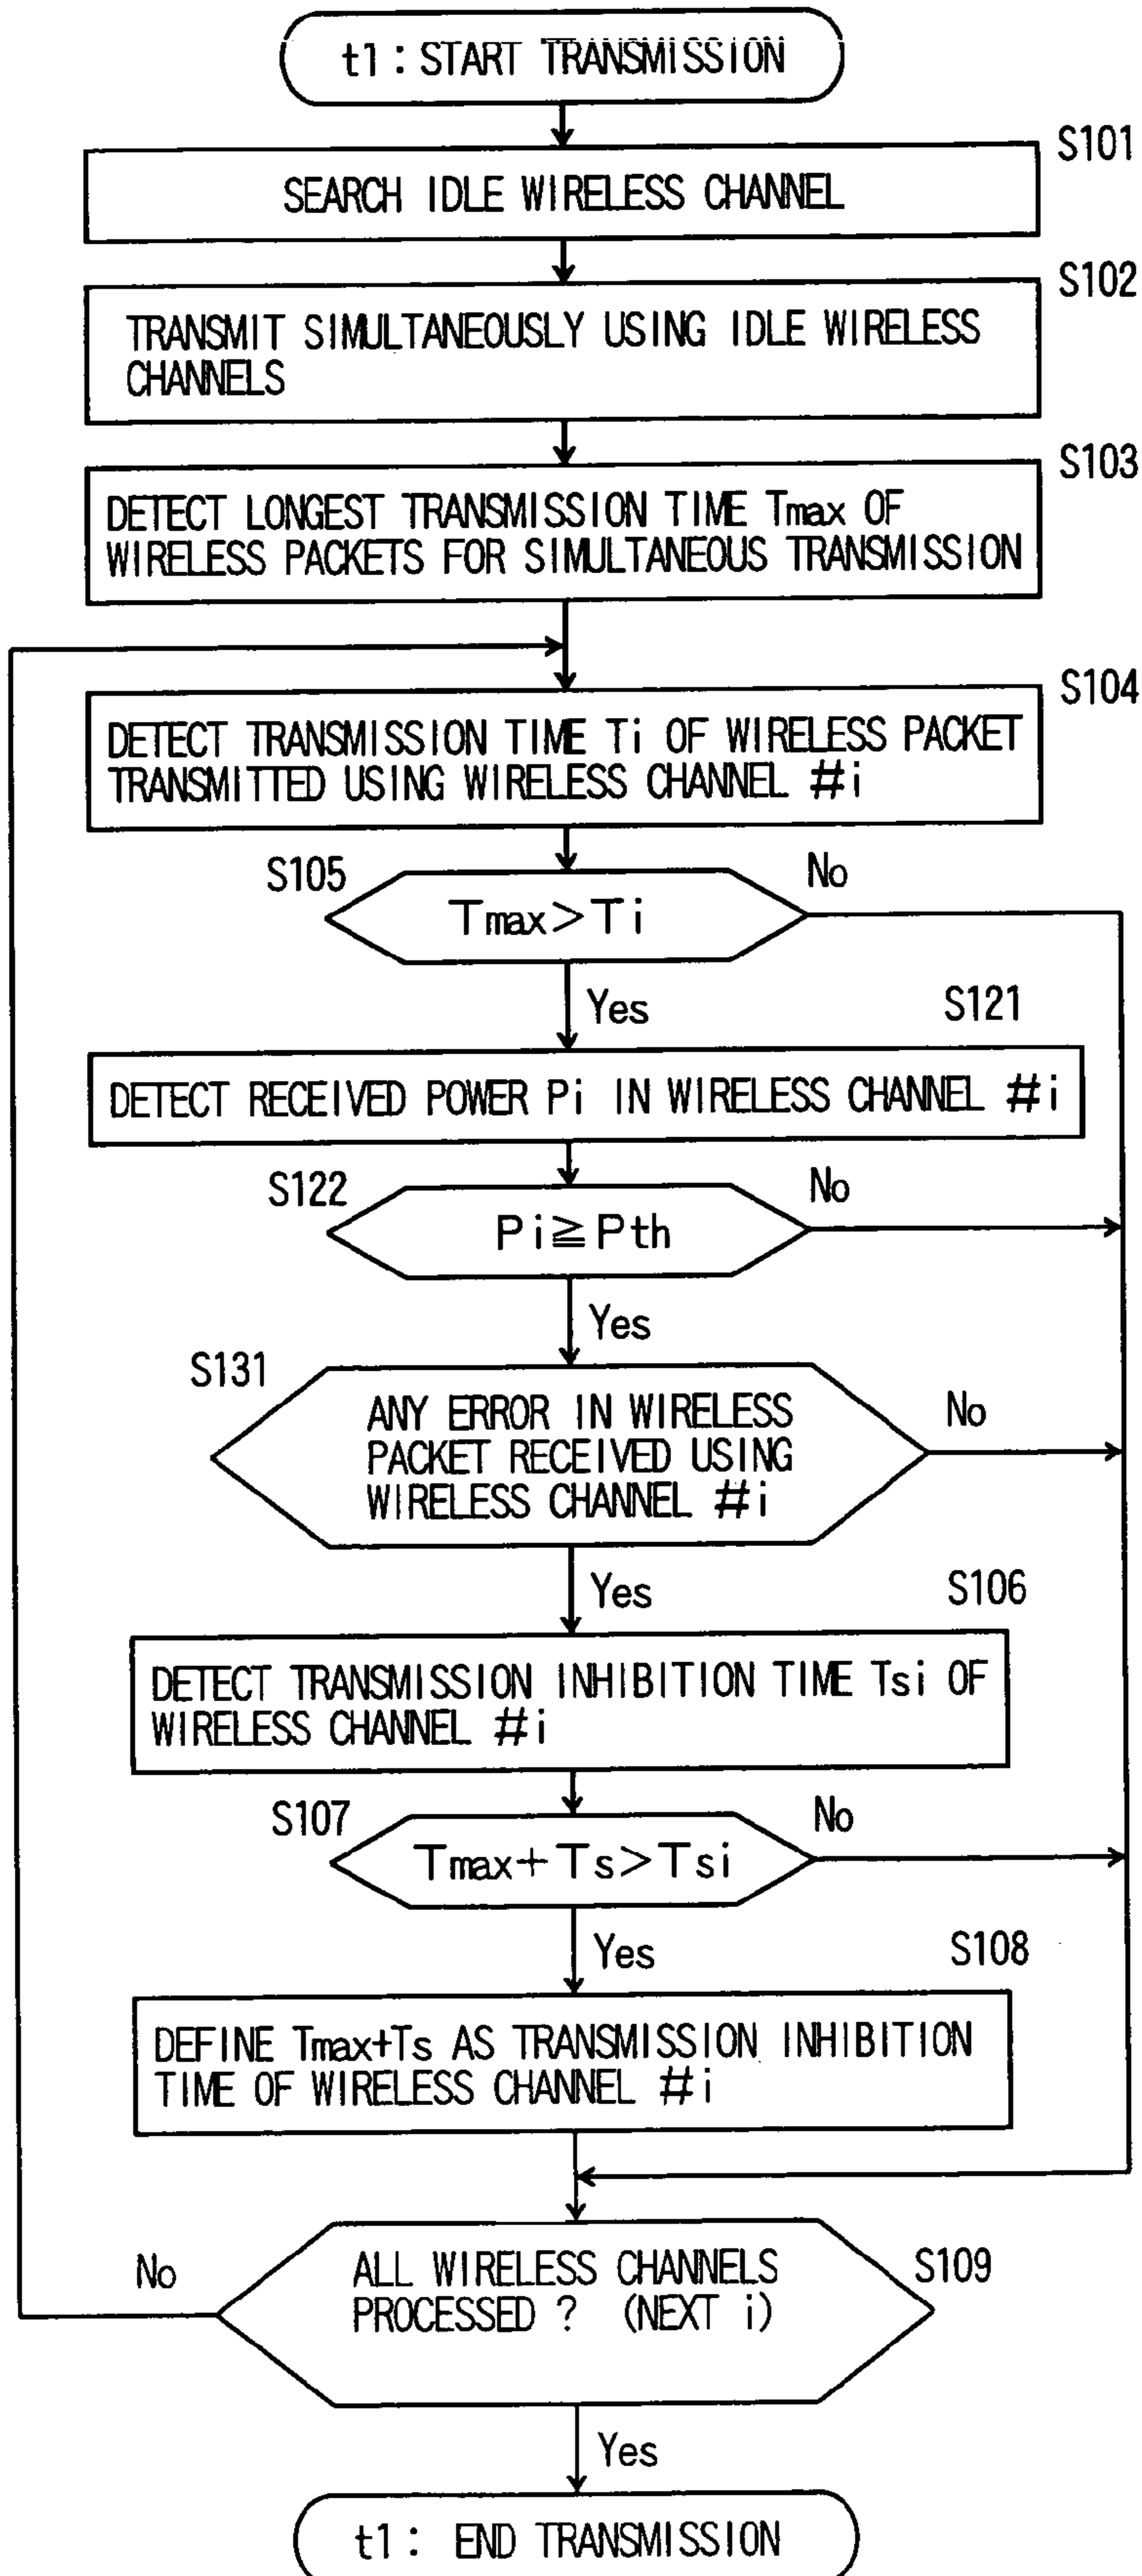 t1 : START TRANSMISSION
S101
SEARCH IDLE WIRELESS CHANNEL
S102
TRANSMIT SIMULTANEOUSLY USING IDLE WIRELESS
CHANNELS
S103
DETECT LONGEST TRANSMISSION TIME Tmax OF
WIRELESS PACKETS FOR SIMULTANEOUS TRANSMISSION
S104
DETECT TRANSMISSION TIME Ti OF WIRELESS PACKET
TRANSMITTED USING WIRELESS CHANNEL #i
S105
No
Tmax>Ti
Yes
S121
DETECT RECEIVED POWER Pi IN WIRELESS CHANNEL #i
S122
No
Pi≧Pth
Yes
S131
ANY ERROR IN WIRELESS
PACKET RECEIVED USING
WIRELESS CHANNEL #i
No
Yes
S106
DETECT TRANSMISSION INHIBITION TIME Tsi OF
WIRELESS CHANNEL #i
S107
No
Tmax+Ts>Tsi
Yes
S108
DEFINE Tmax+Ts AS TRANSMISSION INHIBITION
TIME OF WIRELESS CHANNEL #i
No
ALL WIRELESS CHANNELS
PROCESSED ? (NEXT i)
S109
Yes
t1 : END TRANSMISSION